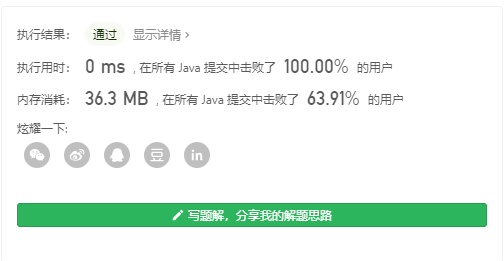 执行结果： 通过 显示详情 ›
执行用时： 0 ms , 在所有 Java 提交中击败了 100.00% 的用户
内存消耗： 36.3 MB , 在所有 Java 提交中击败了 63.91% 的用户
炫耀一下:
豆 in
写题解，分享我的解题思路